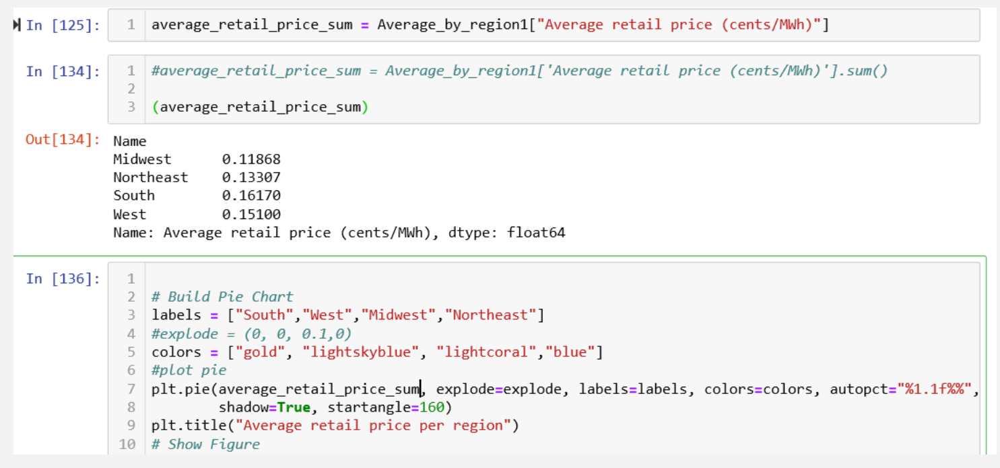 In [125]:
1 average_retail_price_sum = Average_by_region1["Average retail price (cents/MWh)"]
In [134]:
1 #average_retail_price_sum = Average_by_region1['Average retail price (cents/MWh)'].sum()
2
3 (average_retail_price_sum)
Out[134]:
Name
Midwest 0.11868
Northeast 0.13307
South 0.16170
West 0.15100
Name: Average retail price (cents/MWh), dtype: float64
In [136]:
1
2 # Build Pie Chart
3 labels = ["South","West","Midwest","Northeast"]
4 #explode = (0, 0, 0.1,0)
5 colors = ["gold", "lightskyblue", "lightcoral","blue"]
6 #plot pie
7 plt.pie(average_retail_price_sum, explode=explode, labels=labels, colors=colors, autopct="%1.1f%%",
8 shadow=True, startangle=160)
9 plt.title("Average retail price per region")
10 # Show Figure